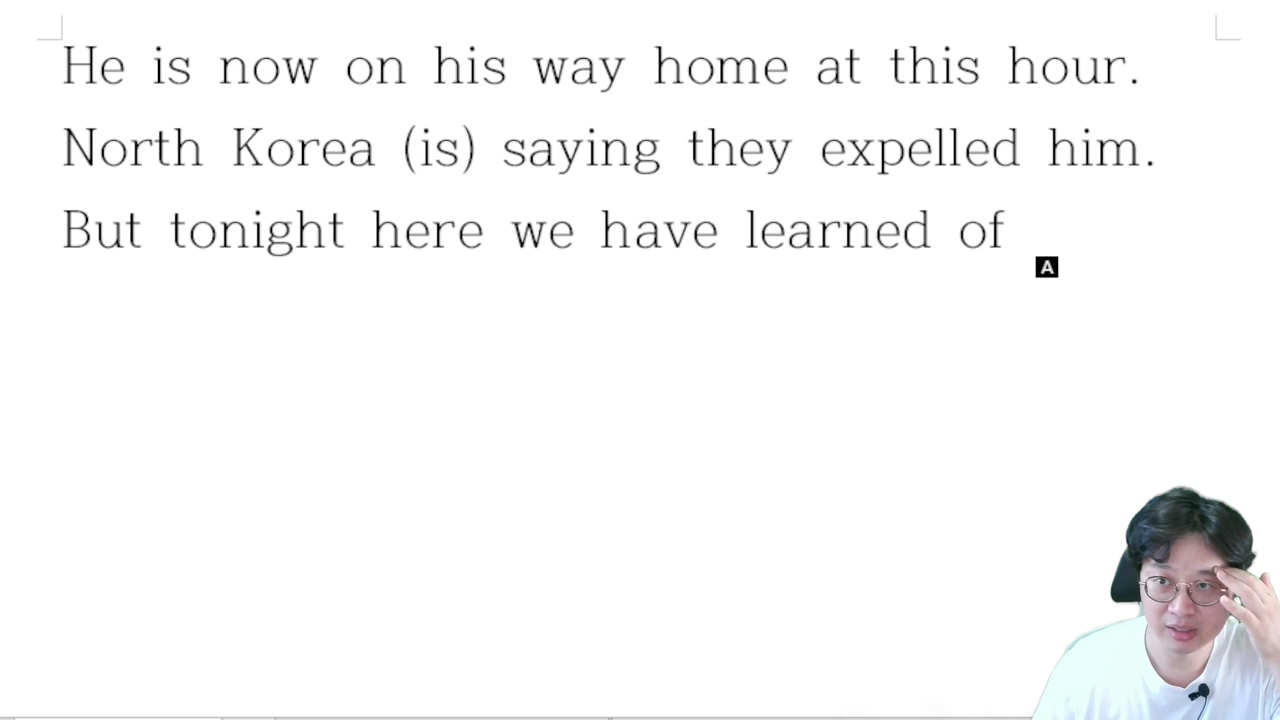 He is now on his way home at this hour.
North Korea (is) saying they expelled him.
But tonight here we have learned of
A